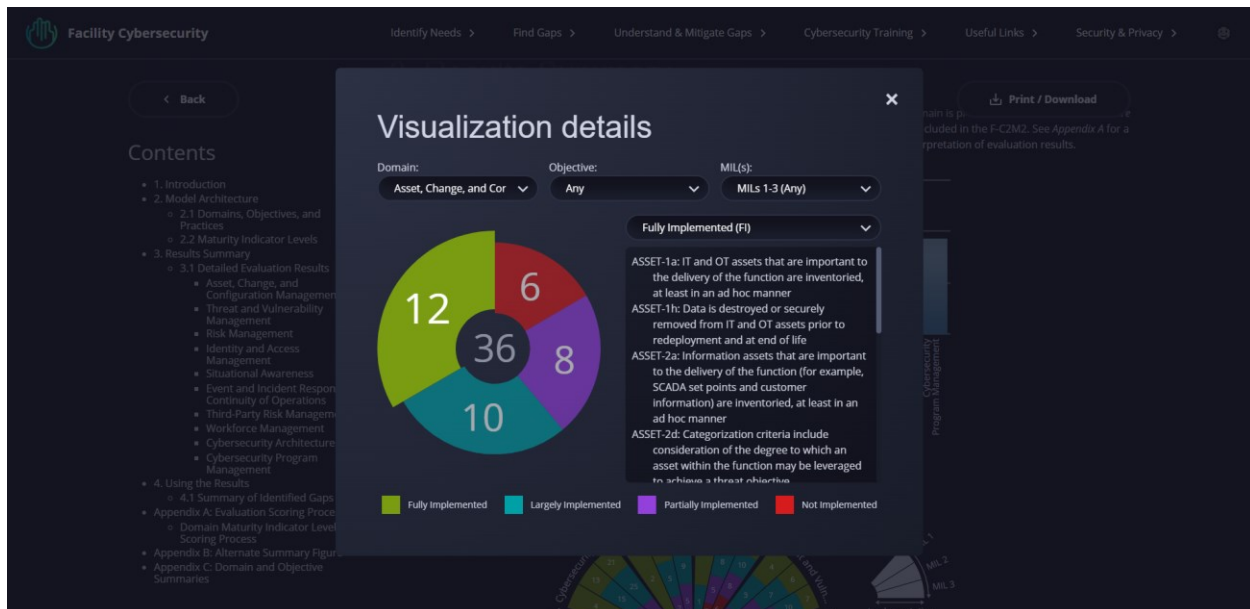 Facility Cybersecurity
Identify Needs >
Find Gaps >
Understand & Mitigate Gaps >
Cybersecurity Training >
Useful Links >
Security & Privacy >
< Back
Print / Download
Contents
• 1. Introduction
• 2. Model Architecture
◦ 2.1 Domains, Objectives, and
Practices
◦ 2.2 Maturity Indicator Levels
• 3. Results Summary
◦ 3.1 Detailed Evaluation Results
▪ Asset, Change, and
Configuration Managemen
▪ Threat and Vulnerability
Management
▪ Risk Management
▪ Identity and Access
Management
▪ Situational Awareness
▪ Event and Incident Respon
Continuity of Operations
▪ Third-Party Risk Managem
▪ Workforce Management
▪ Cybersecurity Architecture
▪ Cybersecurity Program
Management
• 4. Using the Results
◦ 4.1 Summary of Identified Gaps
• Appendix A: Evaluation Scoring Proce
◦ Domain Maturity Indicator Level
Scoring Process
• Appendix B: Alternate Summary Figur
• Appendix C: Domain and Objective
Summaries
Visualization details
Domain:
Objective:
MIL(s):
Asset, Change, and Cor
Any
MILs 1-3 (Any)
Fully Implemented (FI)
12
6
36
8
10
ASSET-1a: IT and OT assets that are important to
the delivery of the function are inventoried,
at least in an ad hoc manner
ASSET-1h: Data is destroyed or securely
removed from IT and OT assets prior to
redeployment and at end of life
ASSET-2a: Information assets that are important
to the delivery of the function (for example,
SCADA set points and customer
information) are inventoried, at least in an
ad hoc manner
ASSET-2d: Categorization criteria include
consideration of the degree to which an
asset within the function may be leveraged
to achieve a threat objective
Fully Implemented
Largely Implemented
Partially Implemented
Not Implemented
cluded in the F-C2M2. See Appendix A for a
rpretation of evaluation results.
Cybersecurity
Program Management
MIL 2
MIL 3